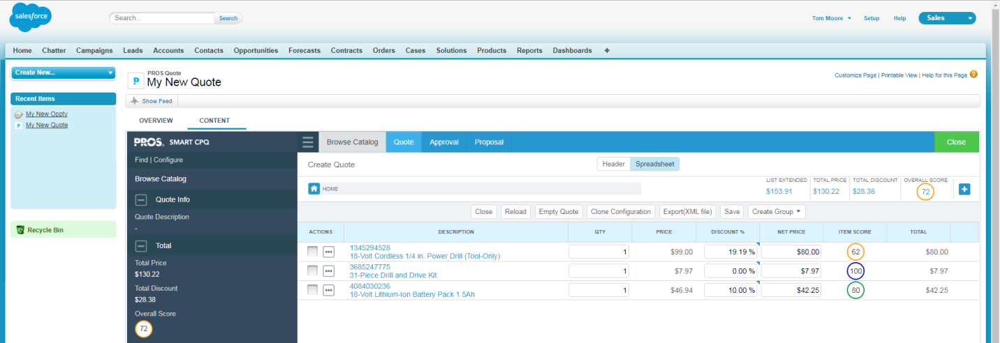 salesforce
Search... Search
Tom Moore Setup Help Sales
Home Chatter Campaigns Leads Accounts Contacts Opportunities Forecasts Contracts Orders Cases Solutions Products Reports Dashboards +
Create New...
Recent Items
My New Oppty
My New Quote
Recycle Bin
PROS Quote
My New Quote
Customize Page | Printable View | Help for this Page ?
Show Feed
OVERVIEW CONTENT
PROS SMART CPQ
Find | Configure
Browse Catalog
Quote Info
Quote Description
-
Total
Total Price
$130.22
Total Discount
$28.38
Overall Score
72
Browse Catalog Quote Approval Proposal Close
Create Quote Header Spreadsheet
HOME
LIST EXTENDED TOTAL PRICE TOTAL DISCOUNT OVERALL SCORE
$153.91 $130.22 $28.38 72
Close Reload Empty Quote Clone Configuration Export(XML file) Save Create Group
ACTIONS DESCRIPTION QTY PRICE DISCOUNT % NET PRICE ITEM SCORE TOTAL
1345294528
18-Volt Cordless 1/4 in. Power Drill (Tool-Only) 1 $99.00 19.19 % $80.00 62 $80.00
3685247775
31-Piece Drill and Drive Kit 1 $7.97 0.00 % $7.97 100 $7.97
4084030236
18-Volt Lithium-Ion Battery Pack 1.5Ah 1 $46.94 10.00 % $42.25 80 $42.25